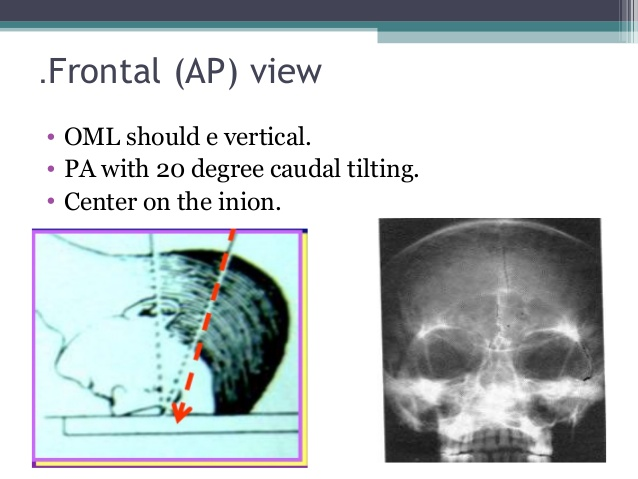 .Frontal (AP) view
• OML should e vertical.
• PA with 20 degree caudal tilting.
• Center on the inion.